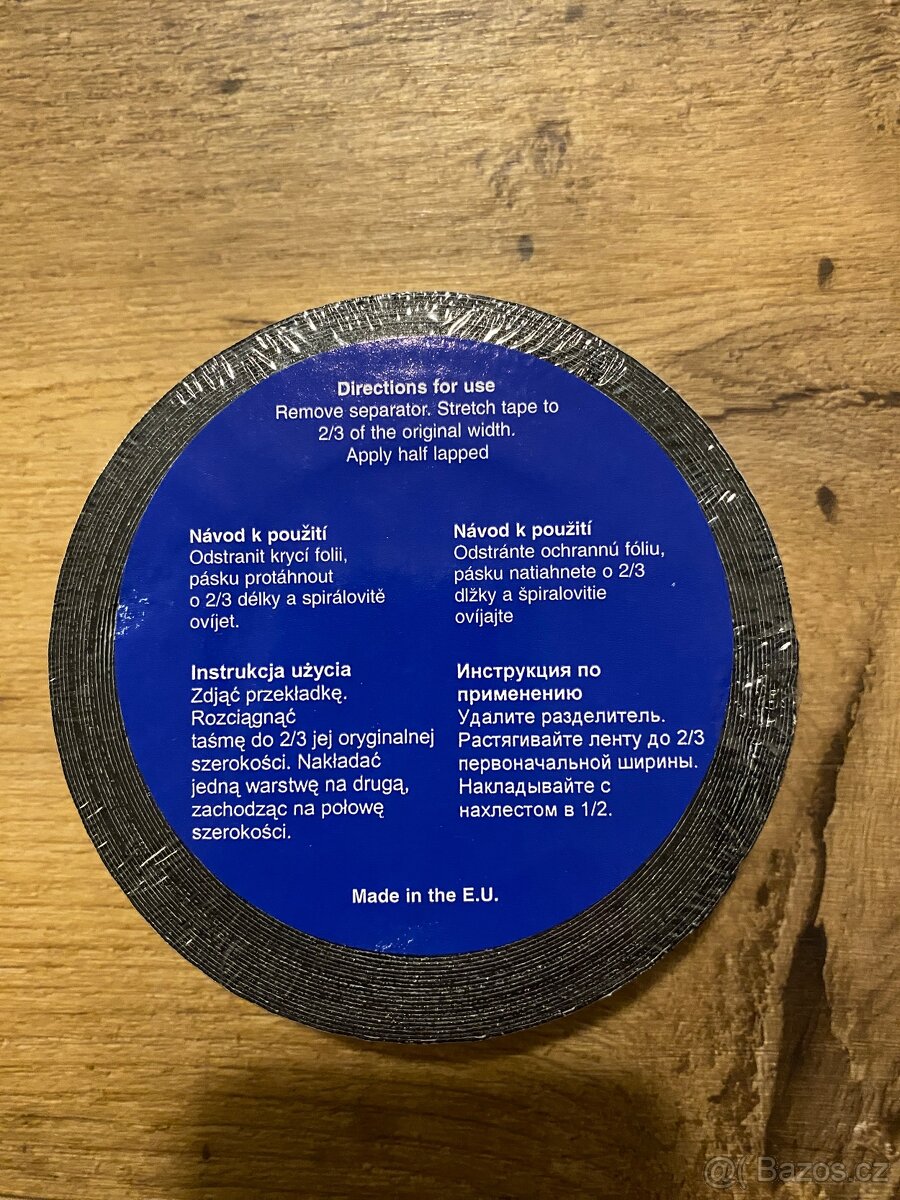 Directions for use
Remove separator. Stretch tape to
2/3 of the original width.
Apply half lapped
Návod k použití
Odstranit krycí folii,
pásku protáhnout
o 2/3 délky a spirálovitě
ovíjet.
Návod k použití
Odstránte ochrannú fóliu,
pásku natiahnete o 2/3
dlžky a špiralovitie
ovíjajte
Instrukcja użycia
Zdjąć przekładkę.
Rozciągnąć
taśmę do 2/3 jej oryginalnej
szerokości. Nakładać
jedną warstwę na drugą,
zachodząc na połowę
szerokości.
Инструкция по
применению
Удалите разделитель.
Растягивайте ленту до 2/3
первоначальной ширины.
Накладывайте с
нахлестом в 1/2.
Made in the E.U.
Bazos.cz